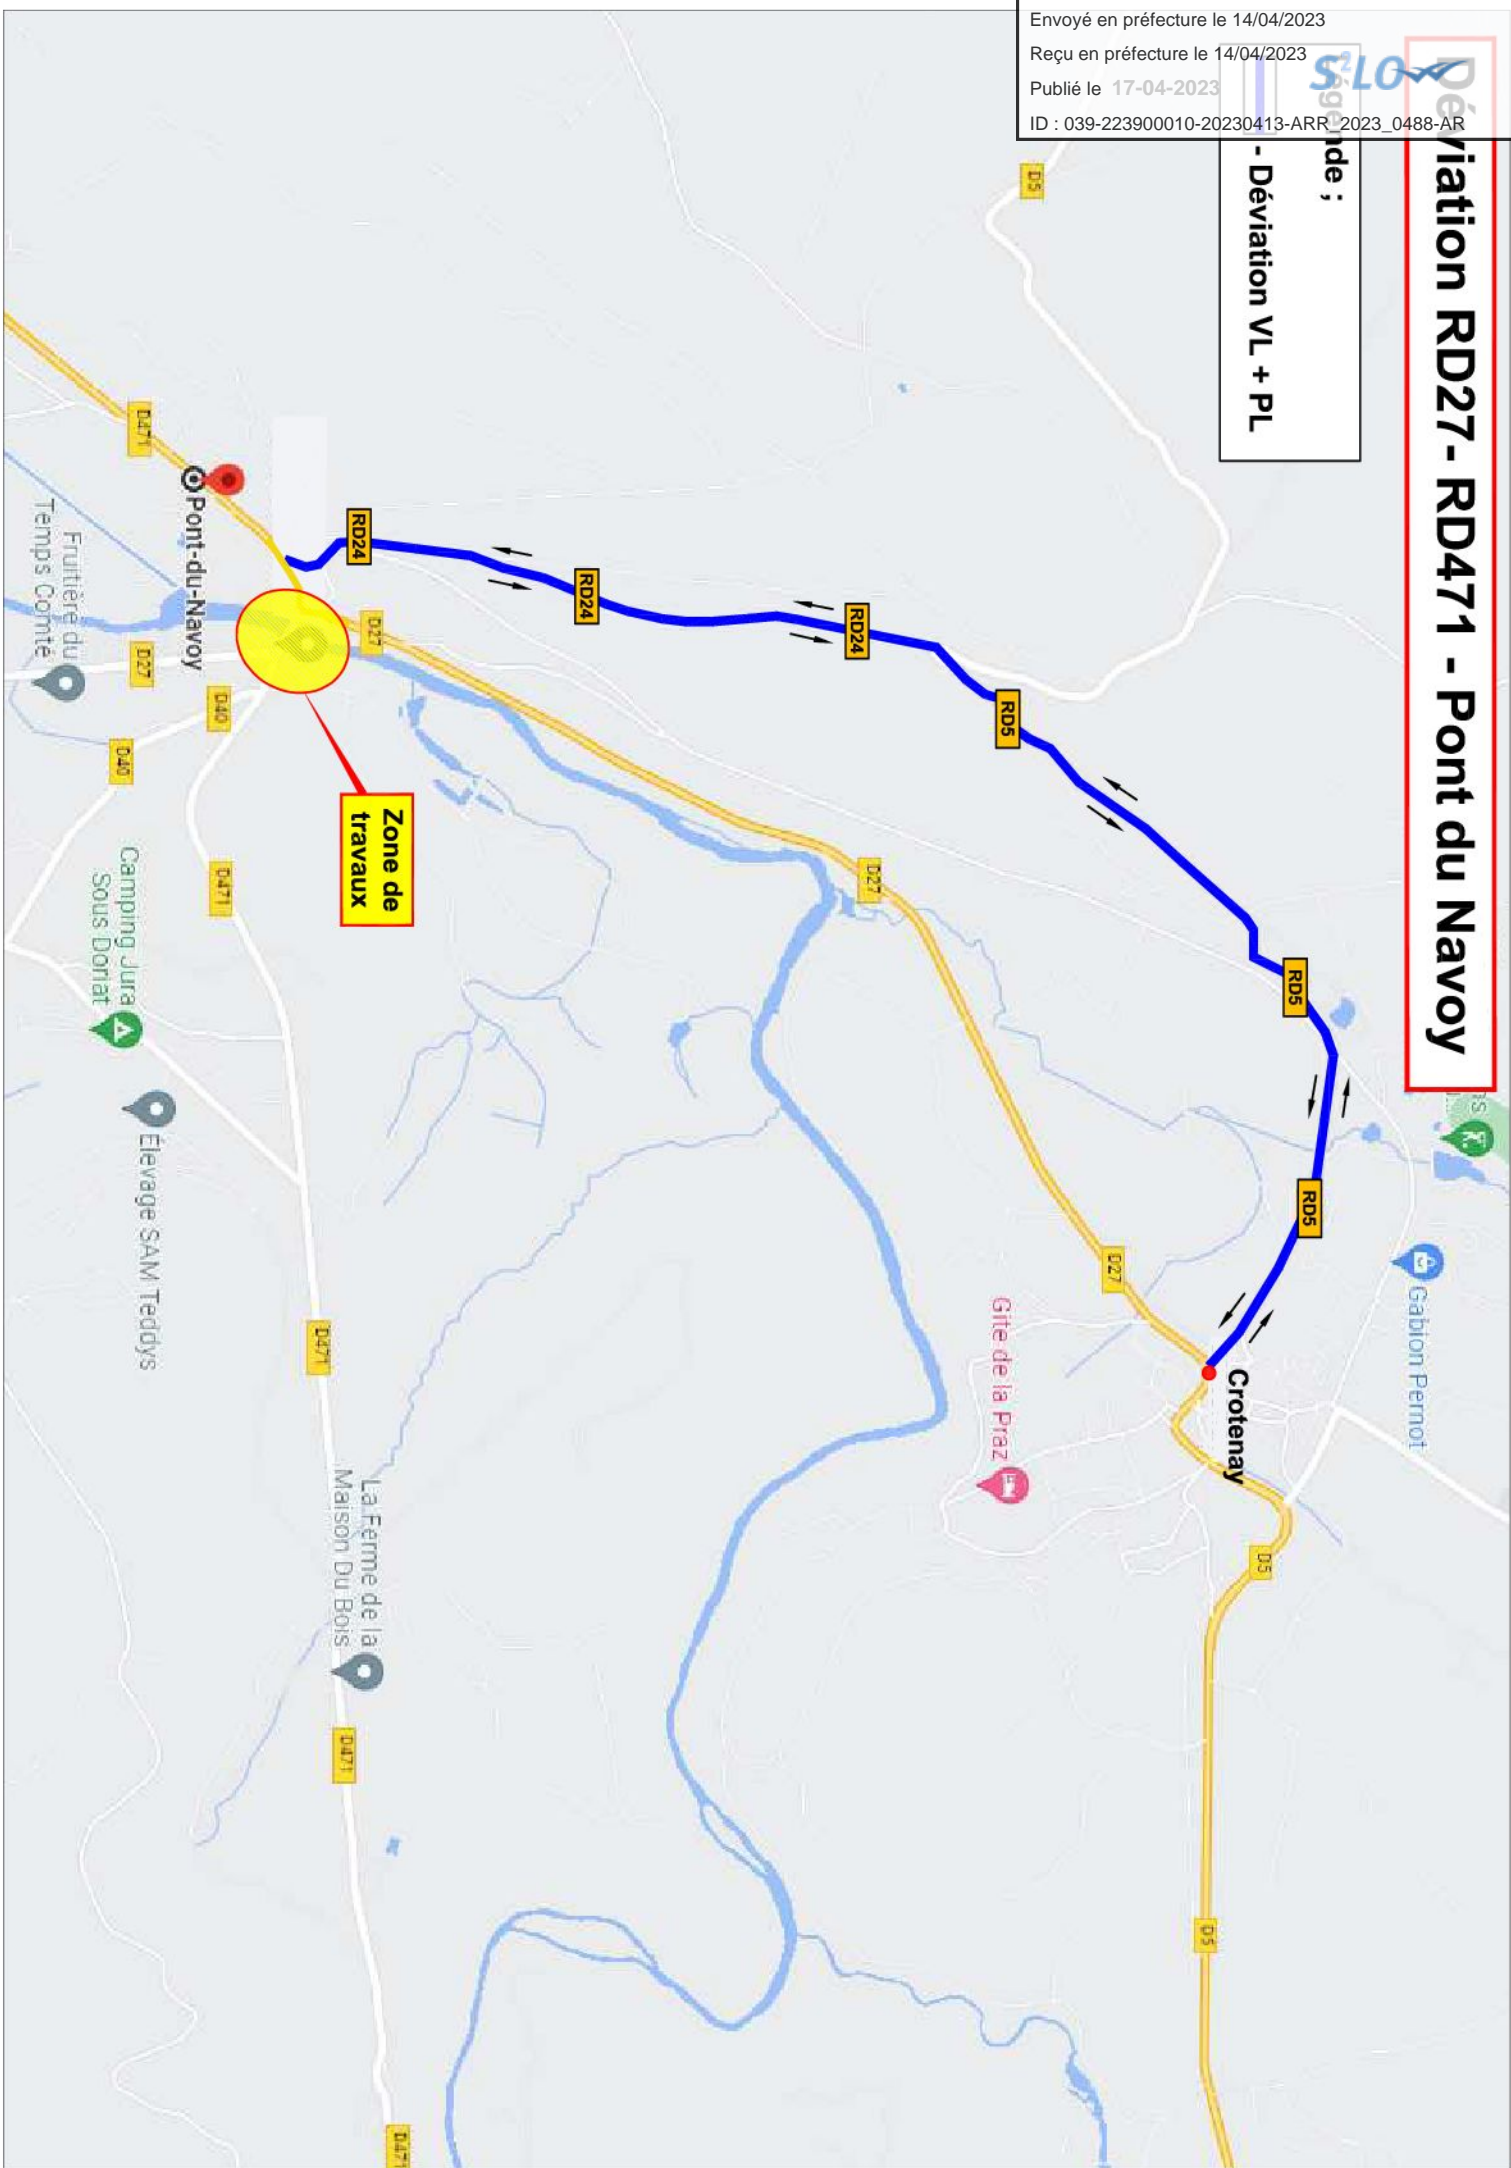 Envoyé en préfecture le 14/04/2023
Reçu en préfecture le 14/04/2023
Publié le 17-04-2023
ID : 039-223900010-20230413-ARR_2023_0488-AR
S²LO
Déviation RD27- RD471 - Pont du Navoy
Légende ;
- Déviation VL + PL
D5
D471
Pont-du-Navoy
Fruitière du
Temps Comté
D27
D27
D40
D40
D471
RD24
RD24
RD24
RD5
RD5
RD5
Zone de
travaux
D27
D27
Camping Jura
Sous Doriat
Elevage SAM Teddys
D471
La Ferme de la
Maison Du Bois
D471
D471
Gîte de la Praz
Crotenay
Gabion Pernot
D5
D5